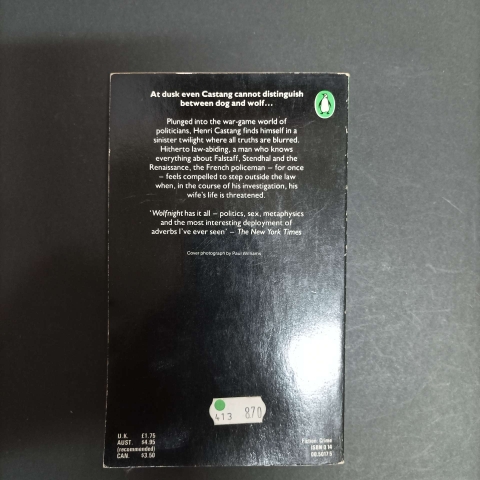 At dusk even Castang cannot distinguish
between dog and wolf...
Plunged into the war-game world of
politicians, Henri Castang finds himself in a
sinister twilight where all truths are blurred.
Hitherto law-abiding, a man who knows
everything about Falstaff, Stendhal and the
Renaissance, the French policeman – for once
– feels compelled to step outside the law
when, in the course of his investigation, his
wife's life is threatened.
'Wolfnight has it all – politics, sex, metaphysics
and the most interesting deployment of
adverbs I've ever seen' – The New York Times
Cover photograph by Paul Williams
413 870
U.K. £1.75
AUST. $4.95
(recommended)
CAN. $3.50
Fiction Crime
ISBN 0 14